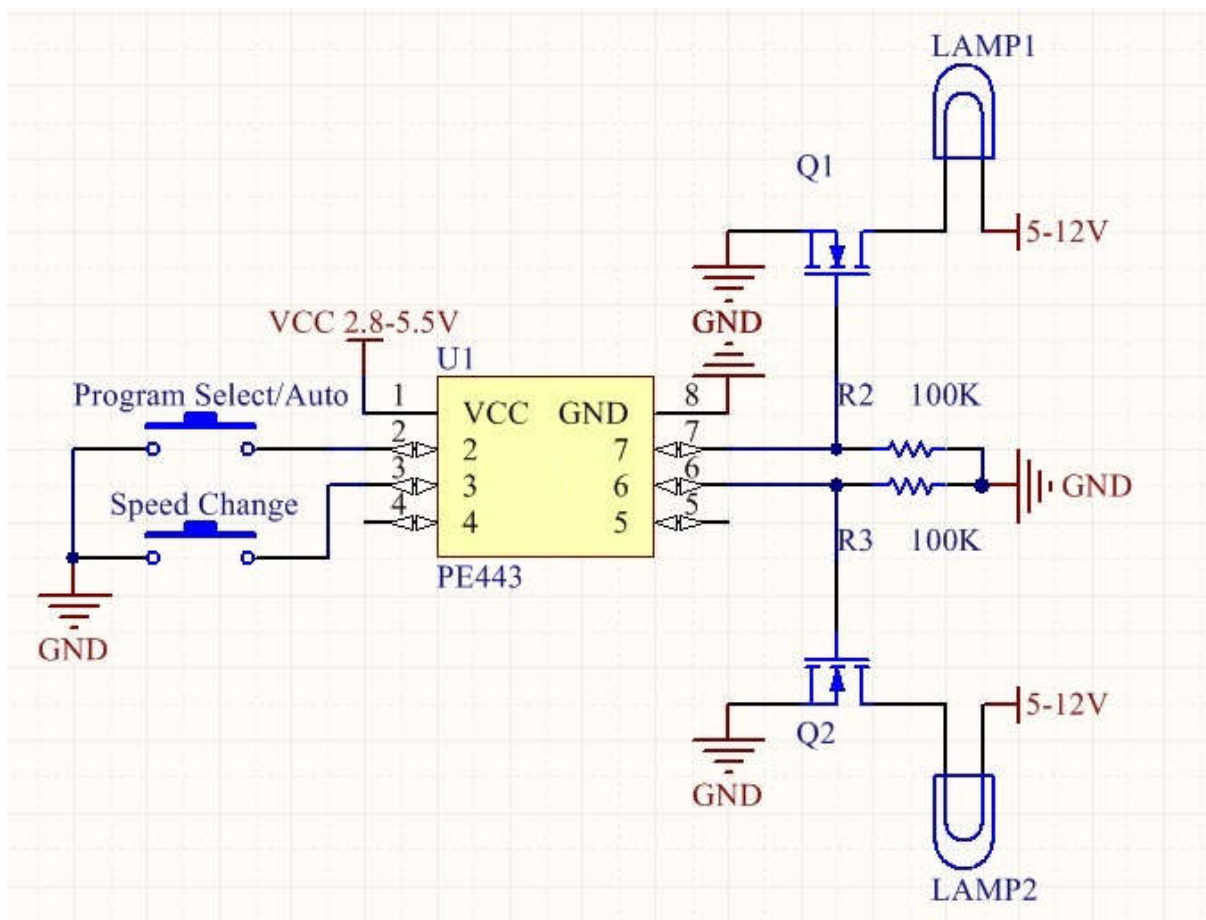 LAMP1
Q1
5-12V
GND
VCC 2.8-5.5V
U1
Program Select/Auto
1
VCC
GND
8
R2
100K
2
2
7
7
3
3
6
6
GND
Speed Change
4
4
5
5
R3
100K
PE443
GND
5-12V
Q2
GND
LAMP2